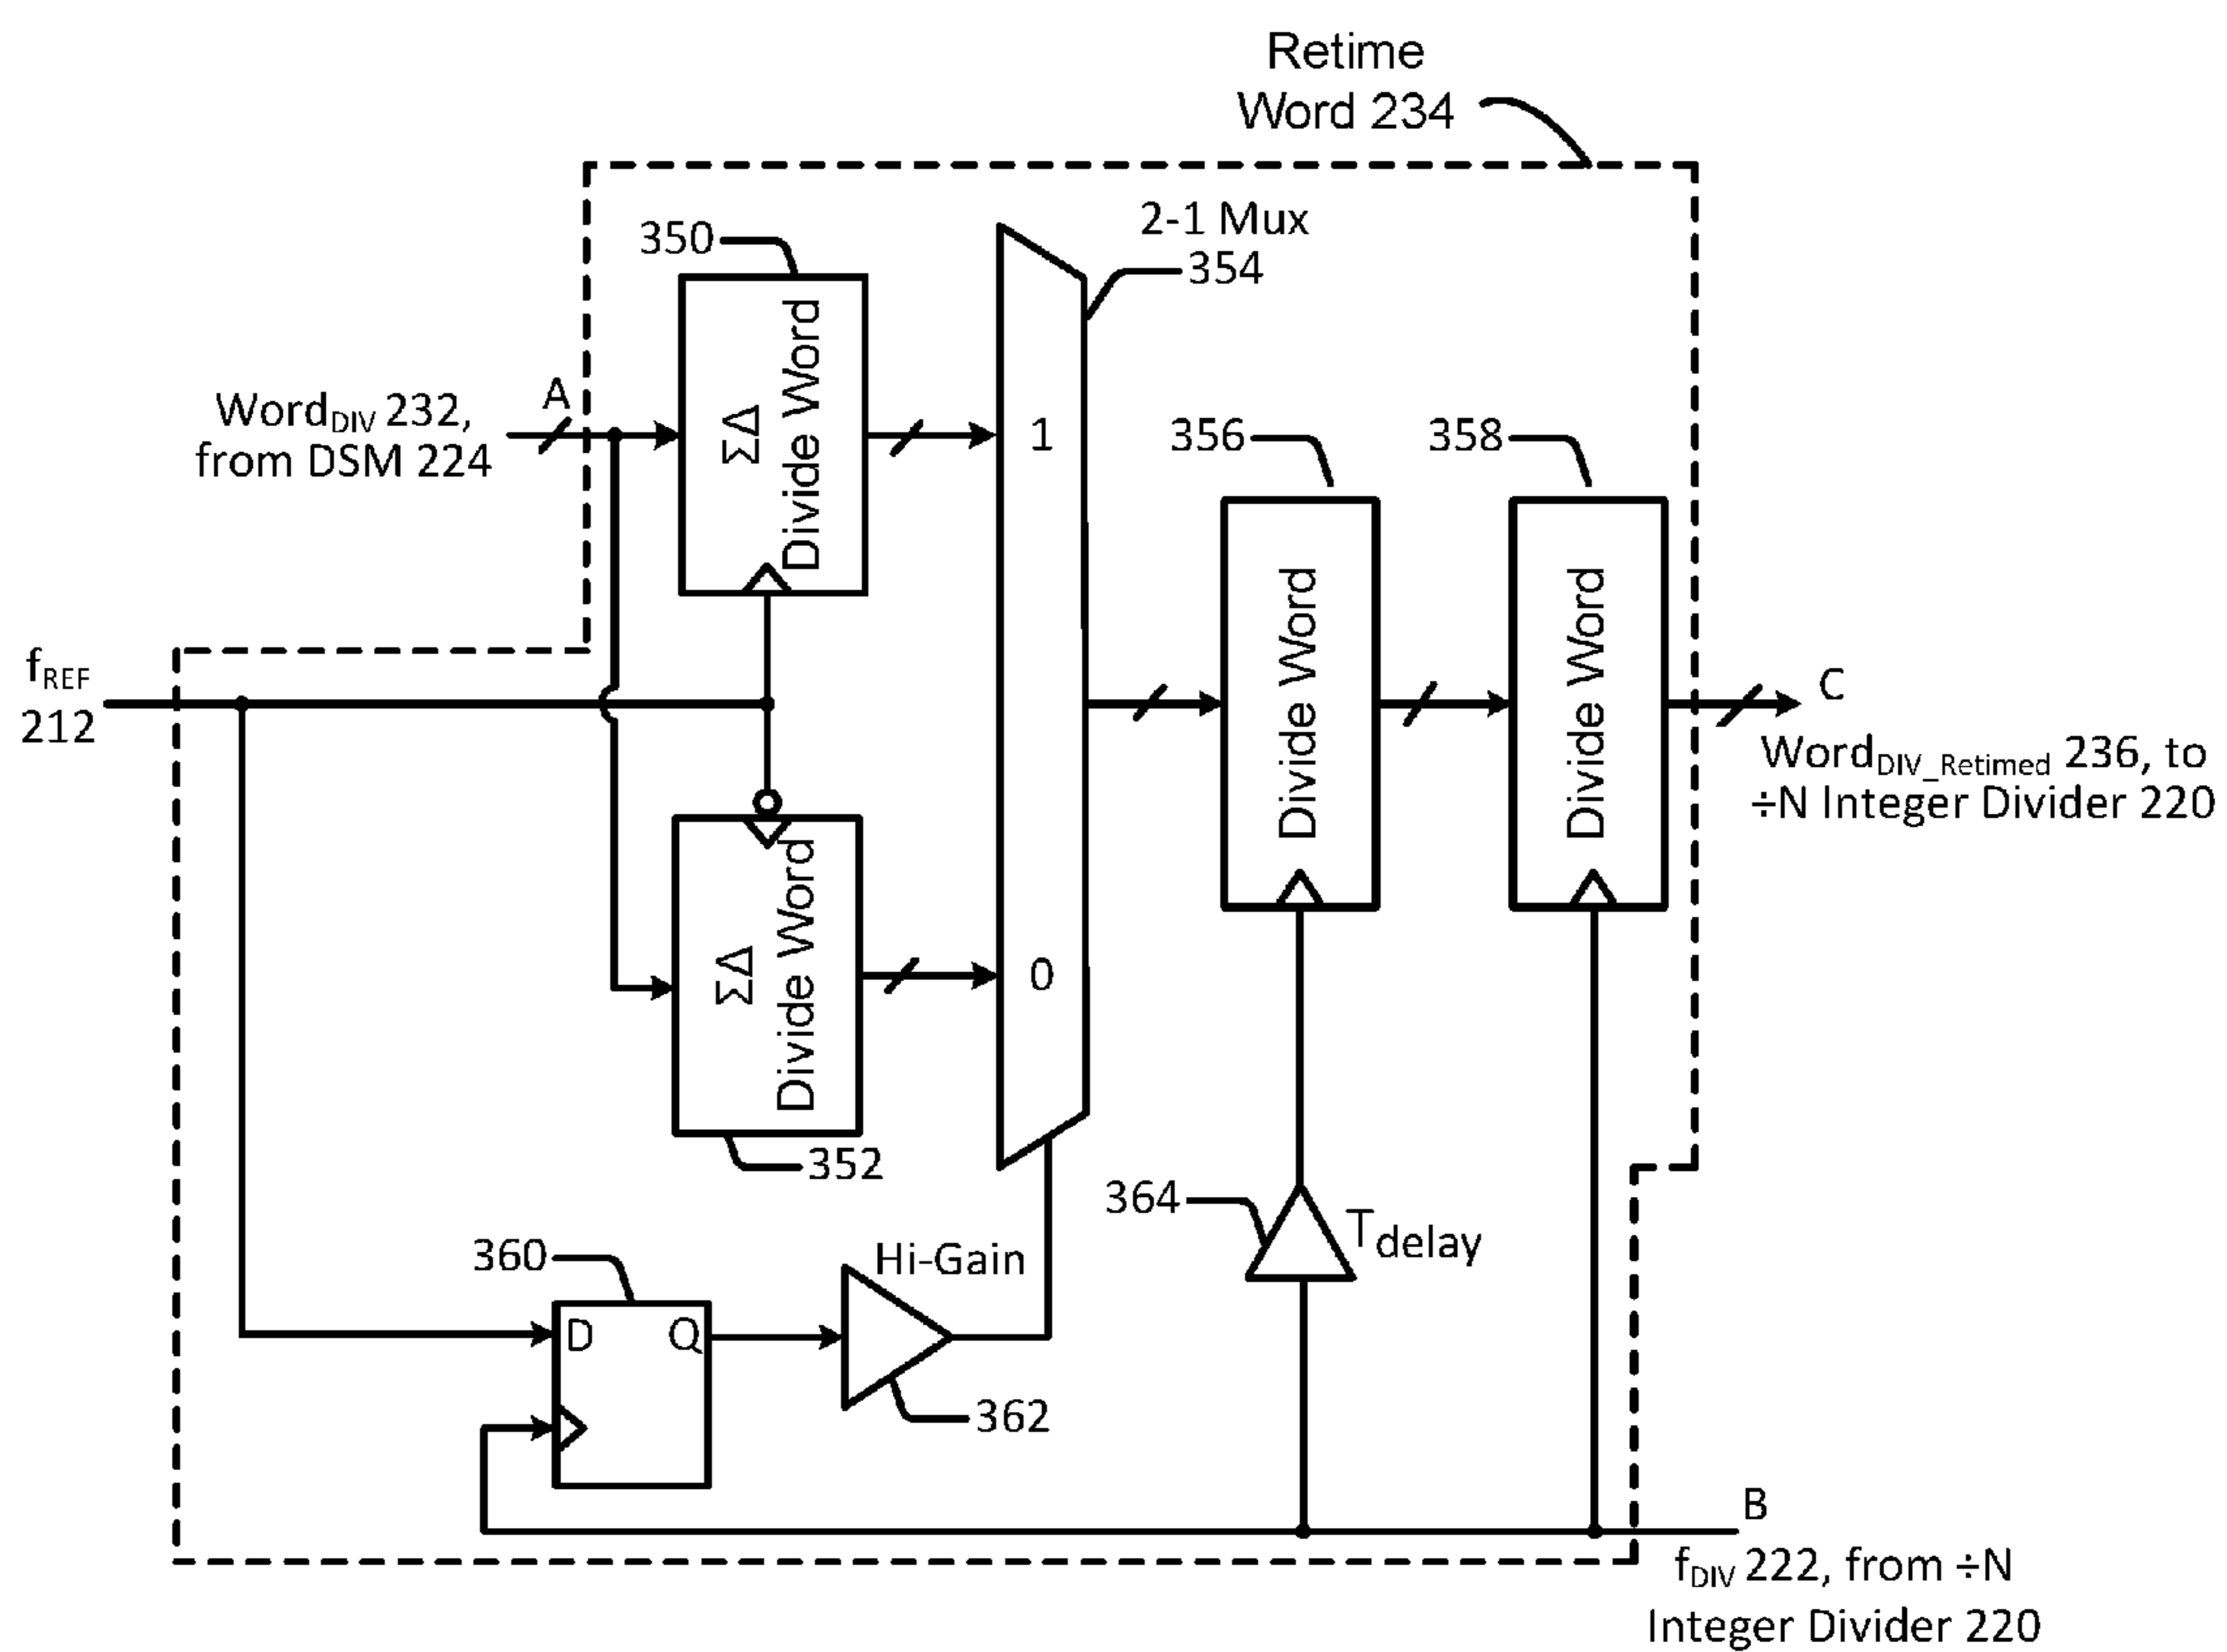 Retime
Word 234
2-1 Mux
354
350
ΣΔ
Divide Word
A
Word_DIV 232,
from DSM 224
1
356
358
f_REF
212
Divide Word
Divide Word
C
Word_DIV_Retimed 236, to
÷N Integer Divider 220
ΣΔ
Divide Word
0
352
364
T_delay
360
Hi-Gain
D
Q
362
B
f_DIV 222, from ÷N
Integer Divider 220